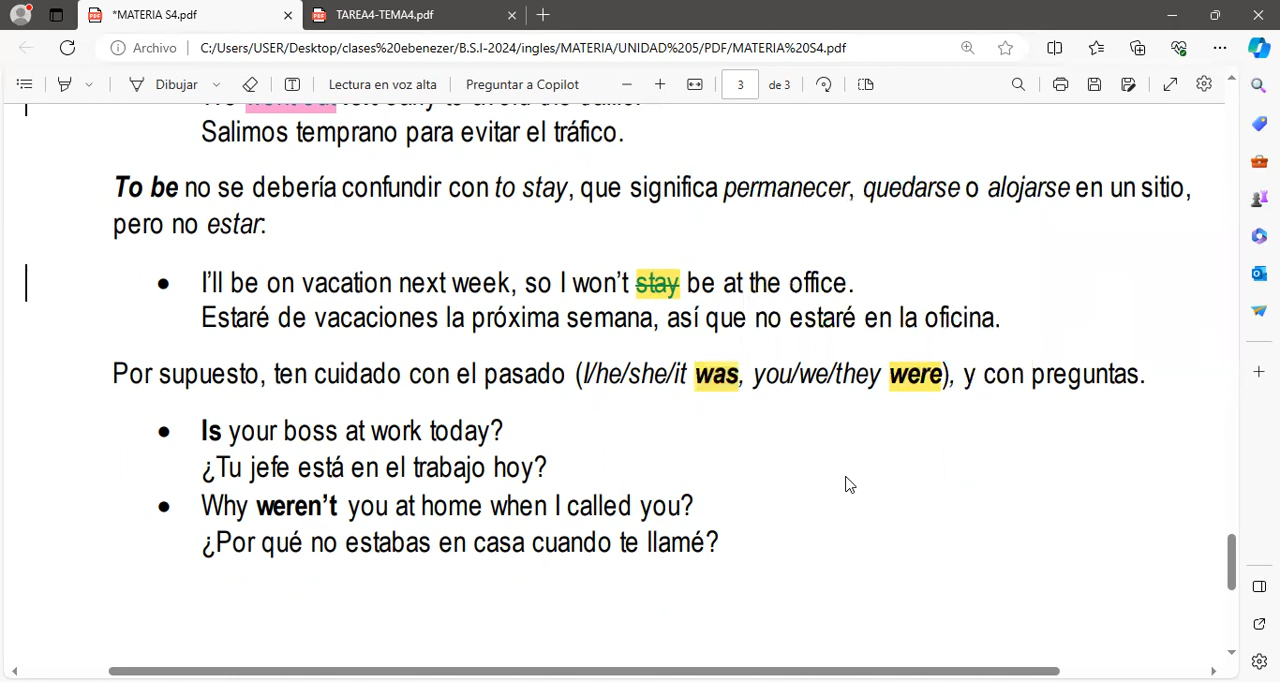 *MATERIA S4.pdf
TAREA4-TEMA4.pdf
Archivo C:/Users/USER/Desktop/clases%20ebenezer/B.S.I-2024/ingles/MATERIA/UNIDAD%205/PDF/MATERIA%20S4.pdf
Dibujar Lectura en voz alta Preguntar a Copilot 3 de 3
Salimos temprano para evitar el tráfico.
To be no se debería confundir con to stay, que significa permanecer, quedarse o alojarse en un sitio,
pero no estar:
• I'll be on vacation next week, so I won't stay be at the office.
Estaré de vacaciones la próxima semana, así que no estaré en la oficina.
Por supuesto, ten cuidado con el pasado (I/he/she/it was, you/we/they were), y con preguntas.
• Is your boss at work today?
¿Tu jefe está en el trabajo hoy?
• Why weren't you at home when I called you?
¿Por qué no estabas en casa cuando te llamé?